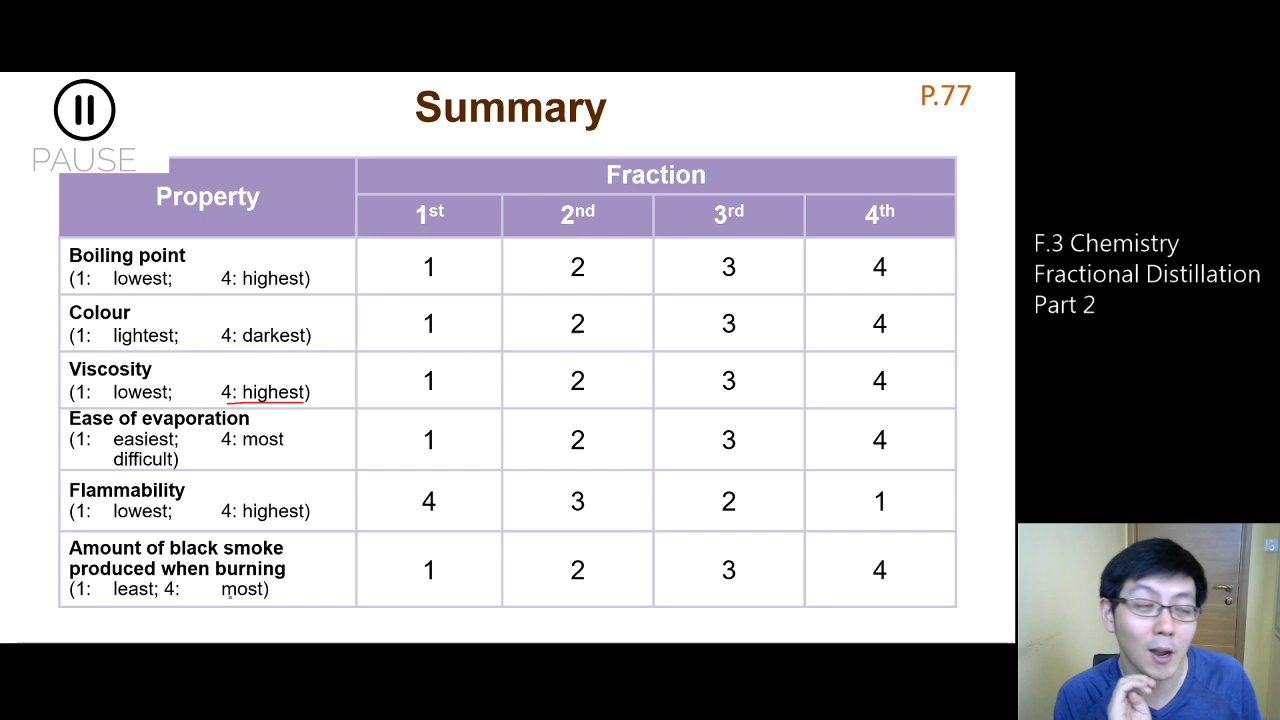 PAUSE
Summary
P.77
Property
Fraction
1st
2nd
3rd
4th
Boiling point
(1: lowest; 4: highest)
1
2
3
4
Colour
(1: lightest; 4: darkest)
1
2
3
4
Viscosity
(1: lowest; 4: highest)
1
2
3
4
Ease of evaporation
(1: easiest; 4: most
difficult)
1
2
3
4
Flammability
(1: lowest; 4: highest)
4
3
2
1
Amount of black smoke
produced when burning
(1: least; 4: most)
1
2
3
4
F.3 Chemistry
Fractional Distillation
Part 2